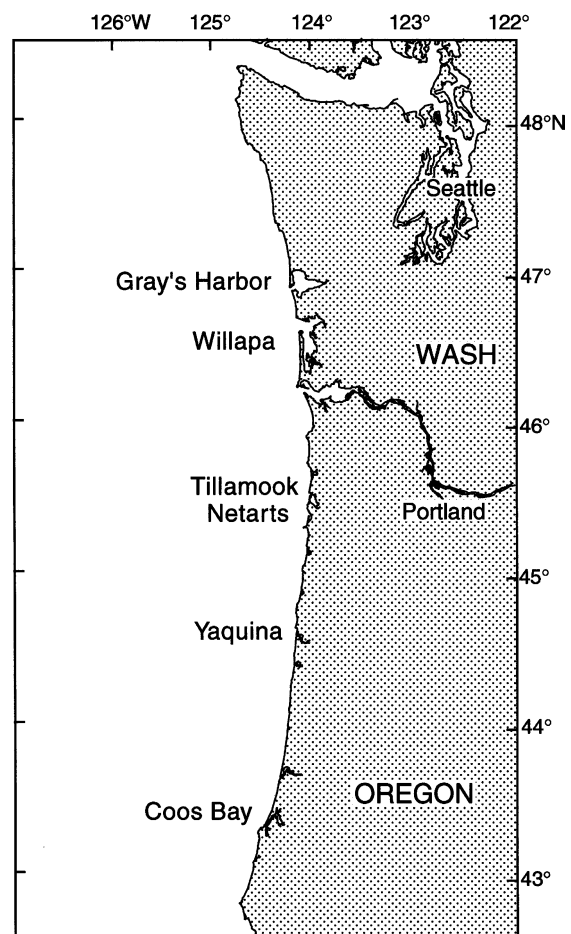 126°W 125° 124° 123° 122°
48°N
Seattle
47°
Gray's Harbor
Willapa
WASH
46°
Tillamook
Netarts
Portland
45°
Yaquina
44°
OREGON
Coos Bay
43°